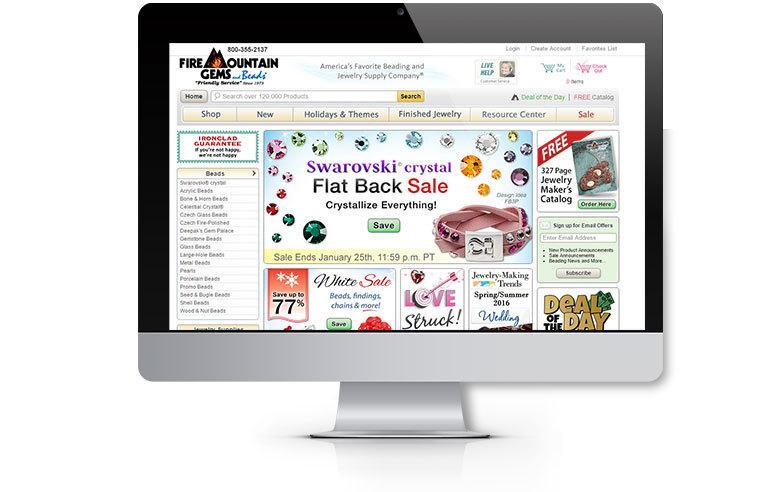 800-355-2137
Login | Create Account | Favorites List
FIRE MOUNTAIN
GEMS and Beads®
"Friendly Service" Since 1973
America's Favorite Beading and
Jewelry Supply Company®
LIVE
HELP
Customer Service
My
Cart
Check
Out
0 Items
Home
Search over 120,000 Products
Search
Deal of the Day | FREE Catalog
Shop
New
Holidays & Themes
Finished Jewelry
Resource Center
Sale
IRONCLAD
GUARANTEE
If you're not happy,
we're not happy
Beads
Swarovski® crystal
Acrylic Beads
Bone & Horn Beads
Celestial Crystal®
Czech Glass Beads
Czech Fire-Polished
Deepak's Gem Palace
Gemstone Beads
Glass Beads
Large-Hole Beads
Metal Beads
Pearls
Porcelain Beads
Promo Beads
Seed & Bugle Beads
Shell Beads
Wood & Nut Beads
Jewelry Supplies
Swarovski® crystal
Flat Back Sale
Crystallize Everything!
Save
Design Idea
FB3P
Sale Ends January 25th, 11:59 p.m. PT
FREE
327 Page
Jewelry
Maker's
Catalog
Order Here
Sign up for Email Offers
Enter Email Address
New Product Announcements
Sale Announcements
Beading News and More...
Subscribe
Save up to
77%
White Sale
Beads, findings,
chains & more!
Save
LOVE
Struck!
Jewelry-Making
Trends
Spring/Summer
2016
Wedding
DEAL
OF THE
DAY